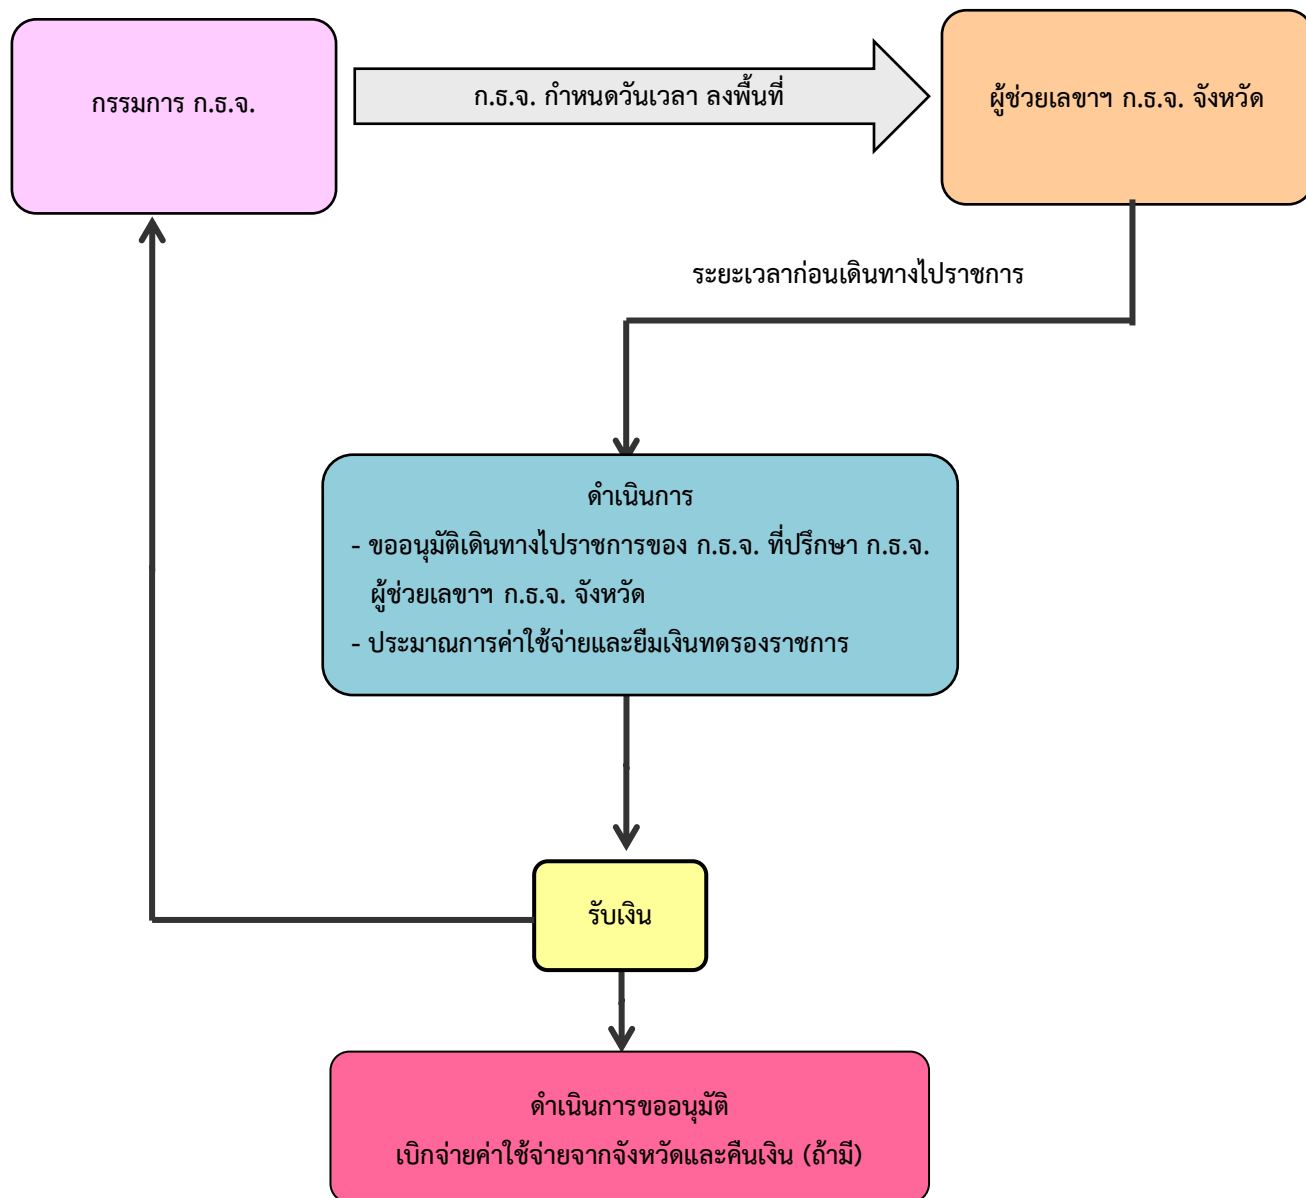 กรรมการ ก.ธ.จ.
ก.ธ.จ. กำหนดวันเวลา ลงพื้นที่
ผู้ช่วยเลขาฯ ก.ธ.จ. จังหวัด
ระยะเวลาก่อนเดินทางไปราชการ
ดำเนินการ
- ขออนุมัติเดินทางไปราชการของ ก.ธ.จ. ที่ปรึกษา ก.ธ.จ.
ผู้ช่วยเลขาฯ ก.ธ.จ. จังหวัด
- ประมาณการค่าใช้จ่ายและยืมเงินทดรองราชการ
รับเงิน
ดำเนินการขออนุมัติ
เบิกจ่ายค่าใช้จ่ายจากจังหวัดและคืนเงิน (ถ้ามี)